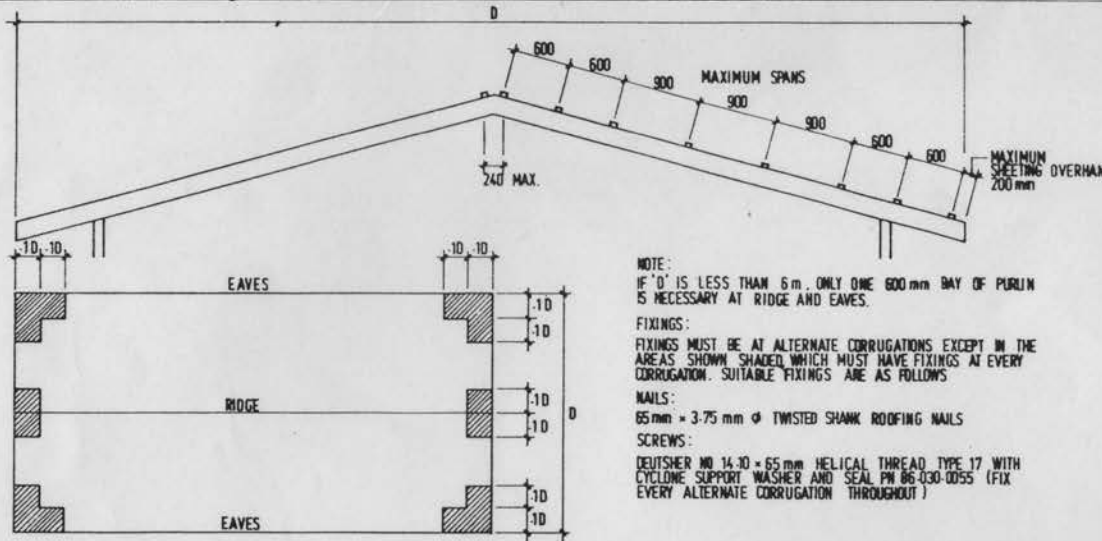 D
600
600
900
900
900
600
600
MAXIMUM SPANS
MAXIMUM
SHEETING OVERHAN
200 mm
240 MAX.
·1D ·1D
·1D ·1D
EAVES
·1D
·1D
RIDGE
·1D
·1D
D
·1D
·1D
EAVES
NOTE:
IF 'D' IS LESS THAN 6 m, ONLY ONE 600 mm BAY OF PURLIN
IS NECESSARY AT RIDGE AND EAVES.
FIXINGS:
FIXINGS MUST BE AT ALTERNATE CORRUGATIONS EXCEPT IN THE
AREAS SHOWN SHADED, WHICH MUST HAVE FIXINGS AT EVERY
CORRUGATION. SUITABLE FIXINGS ARE AS FOLLOWS
NAILS:
65 mm × 3·75 mm Φ TWISTED SHANK ROOFING NAILS
SCREWS:
DEUTSHER NO 14·10 × 65 mm HELICAL THREAD TYPE 17 WITH
CYCLONE SUPPORT WASHER AND SEAL PN 86-030-0055 (FIX
EVERY ALTERNATE CORRUGATION THROUGHOUT)